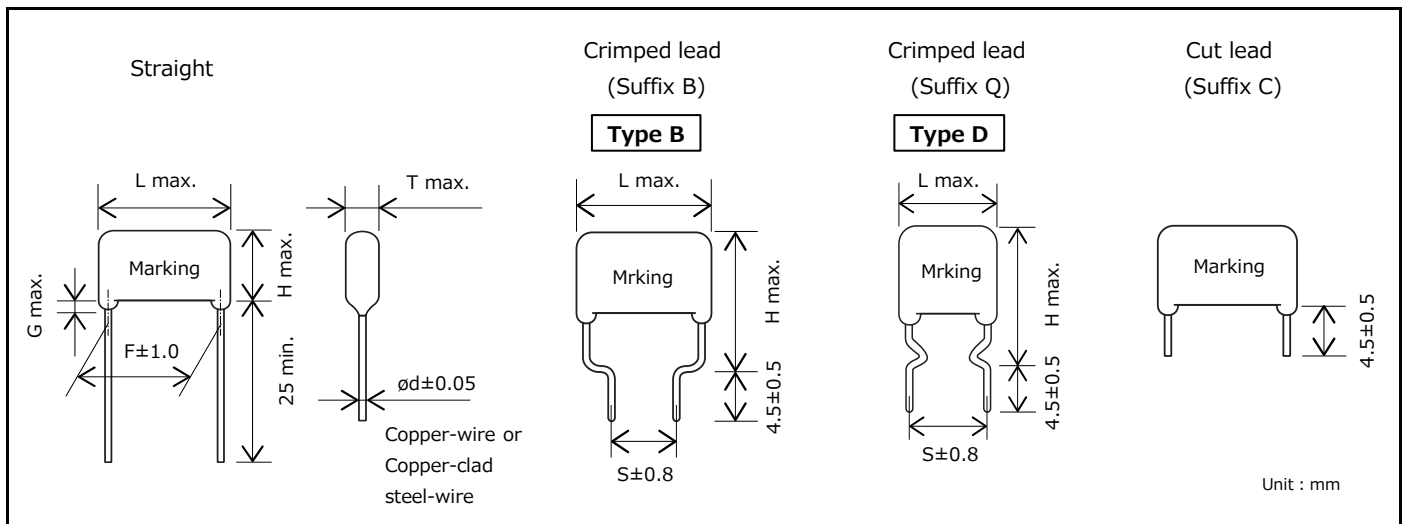 Straight
L max.
T max.
Marking
H max.
G max.
F±1.0
25 min.
ød±0.05
Copper-wire or
Copper-clad
steel-wire
Crimped lead
(Suffix B)
Type B
L max.
Mrking
H max.
4.5±0.5
S±0.8
Crimped lead
(Suffix Q)
Type D
L max.
Mrking
H max.
4.5±0.5
S±0.8
Cut lead
(Suffix C)
Marking
4.5±0.5
Unit : mm